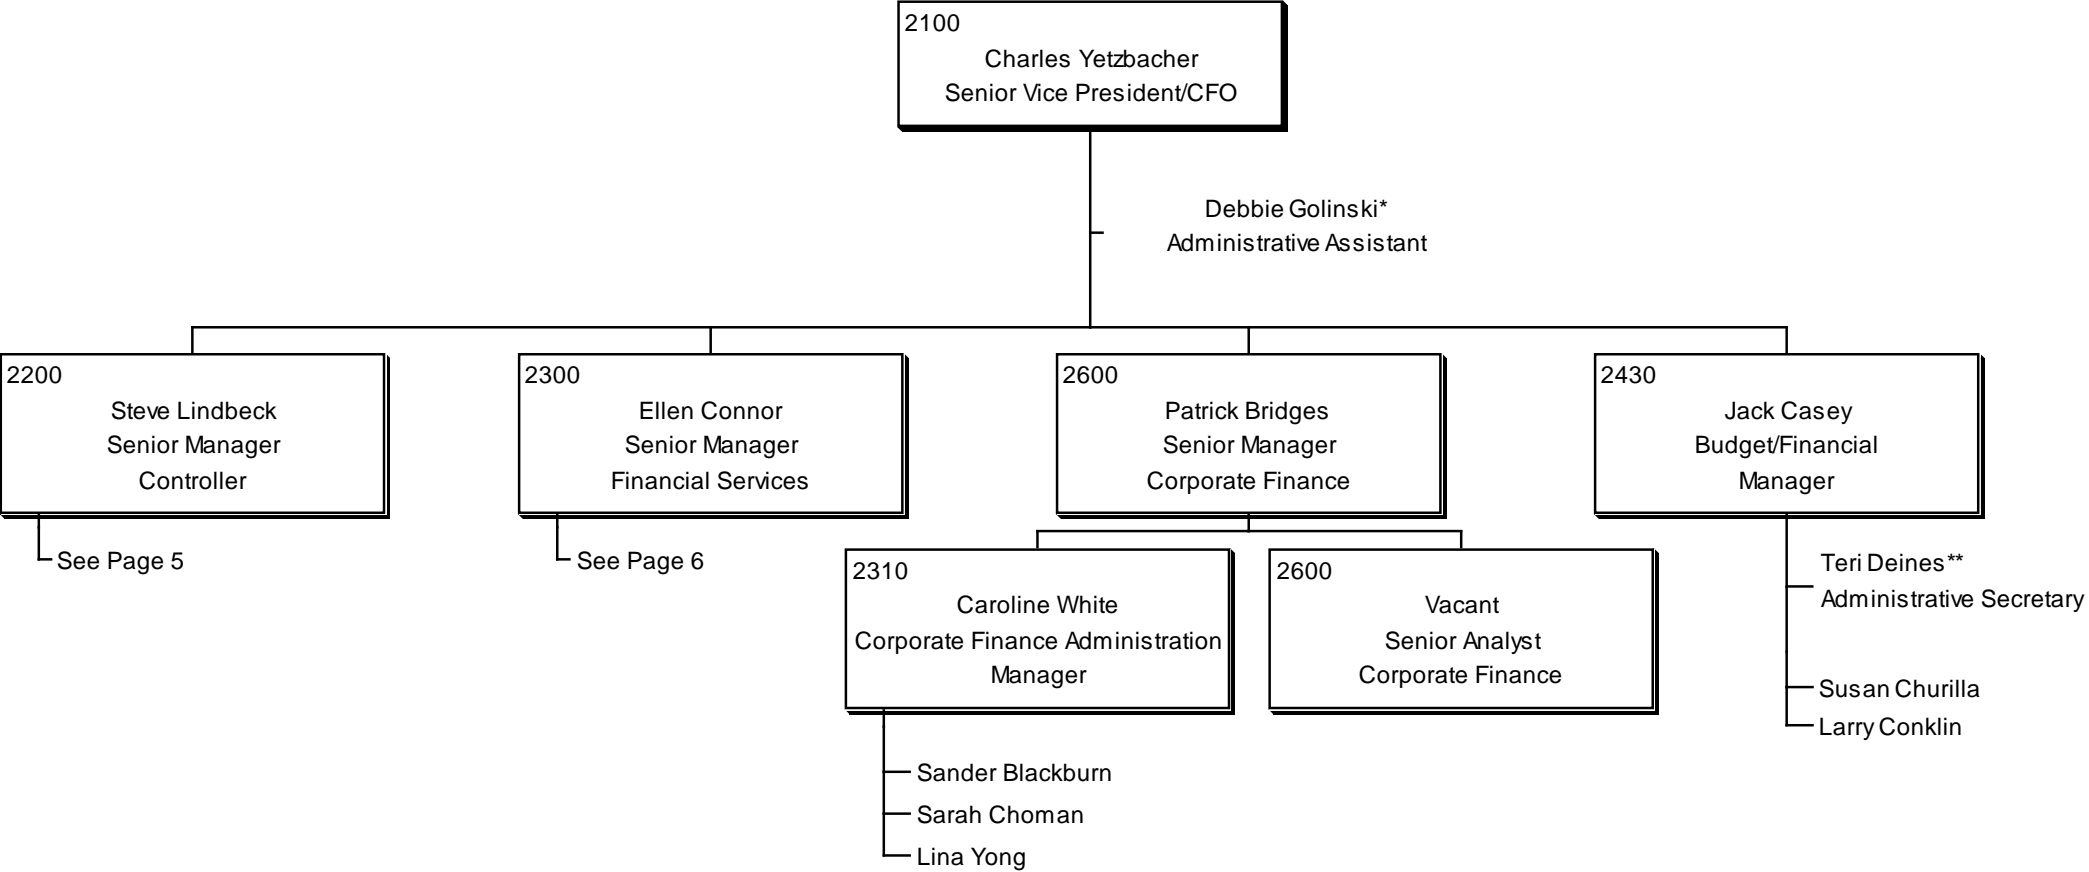 2100
Charles Yetzbacher
Senior Vice President/CFO
Debbie Golinski*
Administrative Assistant
2200
Steve Lindbeck
Senior Manager
Controller
See Page 5
2300
Ellen Connor
Senior Manager
Financial Services
See Page 6
2600
Patrick Bridges
Senior Manager
Corporate Finance
2310
Caroline White
Corporate Finance Administration
Manager
Sander Blackburn
Sarah Choman
Lina Yong
2600
Vacant
Senior Analyst
Corporate Finance
2430
Jack Casey
Budget/Financial
Manager
Teri Deines**
Administrative Secretary
Susan Churilla
Larry Conklin